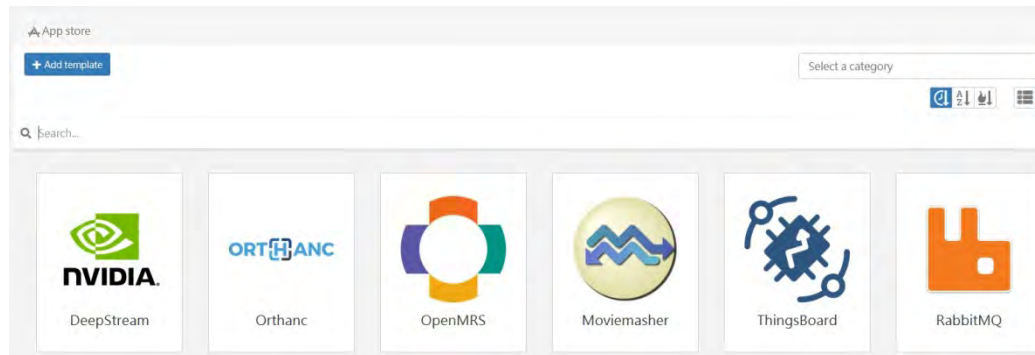 App store
+ Add template
Select a category
Search...
NVIDIA.
ORTHANC
DeepStream
Orthanc
OpenMRS
Moviemasher
ThingsBoard
RabbitMQ